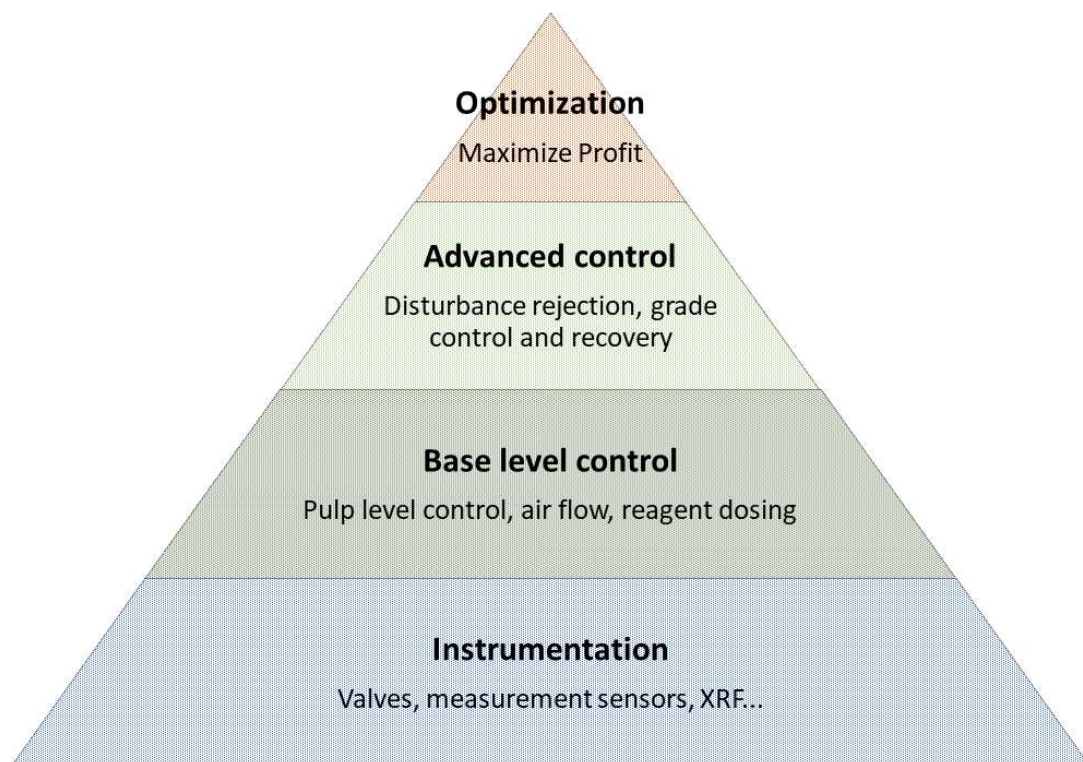 Optimization
Maximize Profit
Advanced control
Disturbance rejection, grade
control and recovery
Base level control
Pulp level control, air flow, reagent dosing
Instrumentation
Valves, measurement sensors, XRF...